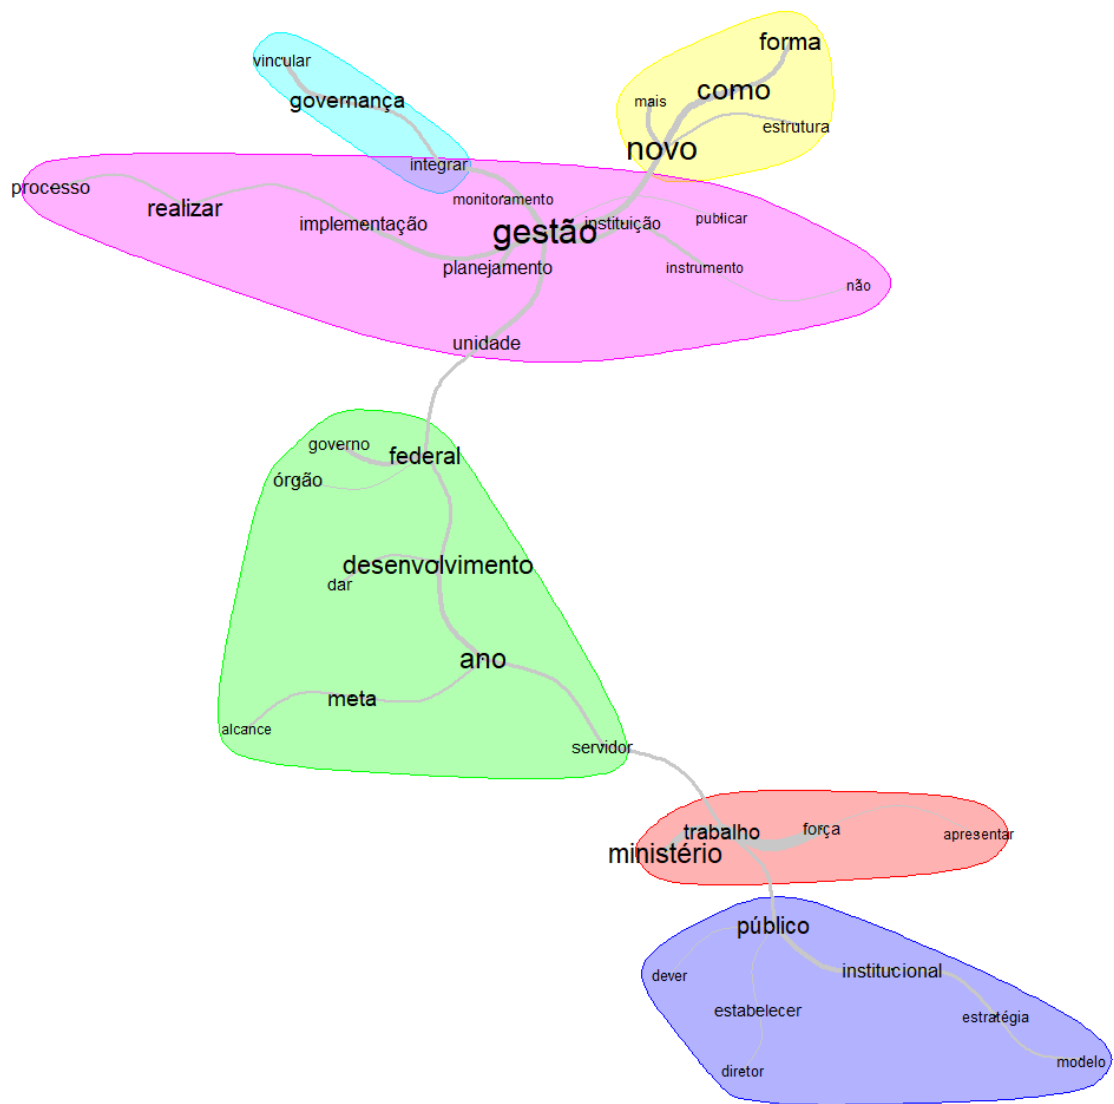 forma
vincular
como
governança
mais
estrutura
novo
integrar
processo
monitoramento
realizar
publicar
implementação
instituição
gestão
planejamento
instrumento
não
unidade
governo
federal
órgão
desenvolvimento
dar
ano
meta
alcance
servidor
trabalho
força
apresentar
ministério
público
dever
institucional
estabelecer
estratégia
diretor
modelo